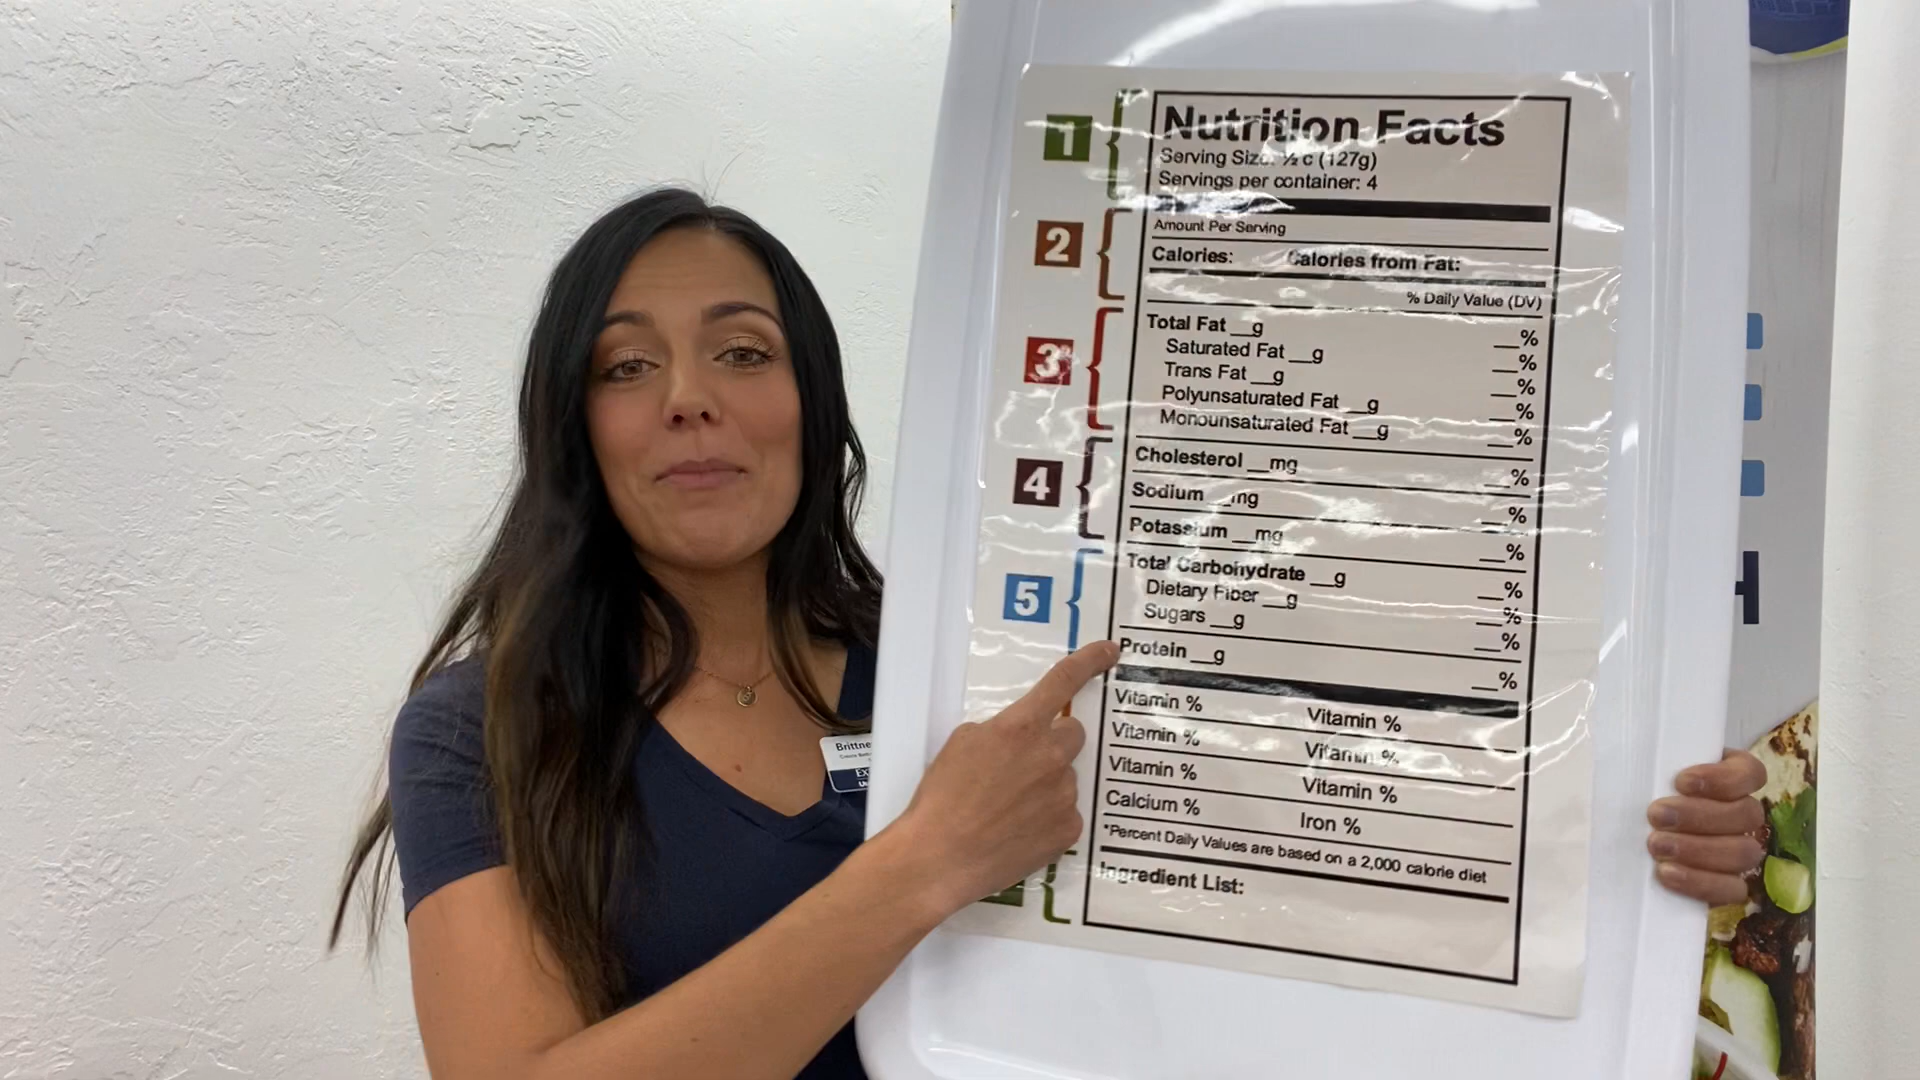 1
Nutrition Facts
Serving Size: ½ c (127g)
Servings per container: 4
2
Amount Per Serving
Calories: Calories from Fat:
% Daily Value (DV)
3
Total Fat __g __%
Saturated Fat __g __%
Trans Fat __g __%
Polyunsaturated Fat __g __%
Monounsaturated Fat __g __%
4
Cholesterol __mg __%
Sodium __mg __%
Potassium __mg __%
5
Total Carbohydrate __g __%
Dietary Fiber __g __%
Sugars __g __%
Protein __g __%
Vitamin % Vitamin %
Vitamin % Vitamin %
Vitamin % Vitamin %
Calcium % Iron %
*Percent Daily Values are based on a 2,000 calorie diet
Ingredient List:
Brittne
H